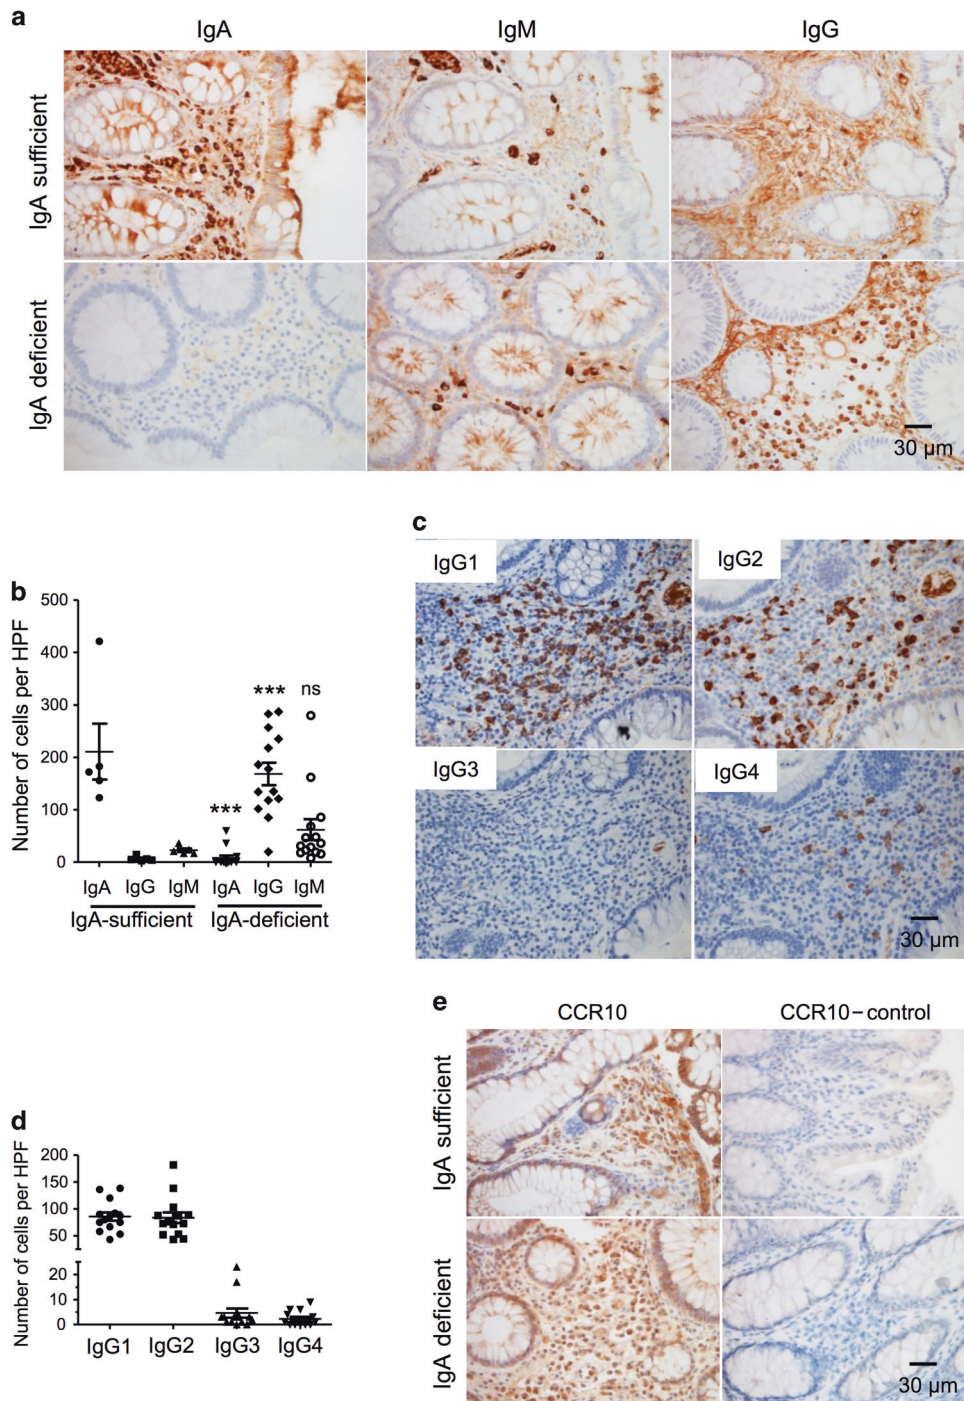 a
IgA IgM IgG
IgA sufficient
IgA deficient
30 µm
b
Number of cells per HPF
500
400
300
200
100
0
***
***
ns
IgA IgG IgM IgA IgG IgM
IgA-sufficient IgA-deficient
c
IgG1 IgG2
IgG3 IgG4
30 µm
d
Number of cells per HPF
200
150
100
50
20
10
0
IgG1 IgG2 IgG3 IgG4
e
CCR10 CCR10–control
IgA sufficient
IgA deficient
30 µm